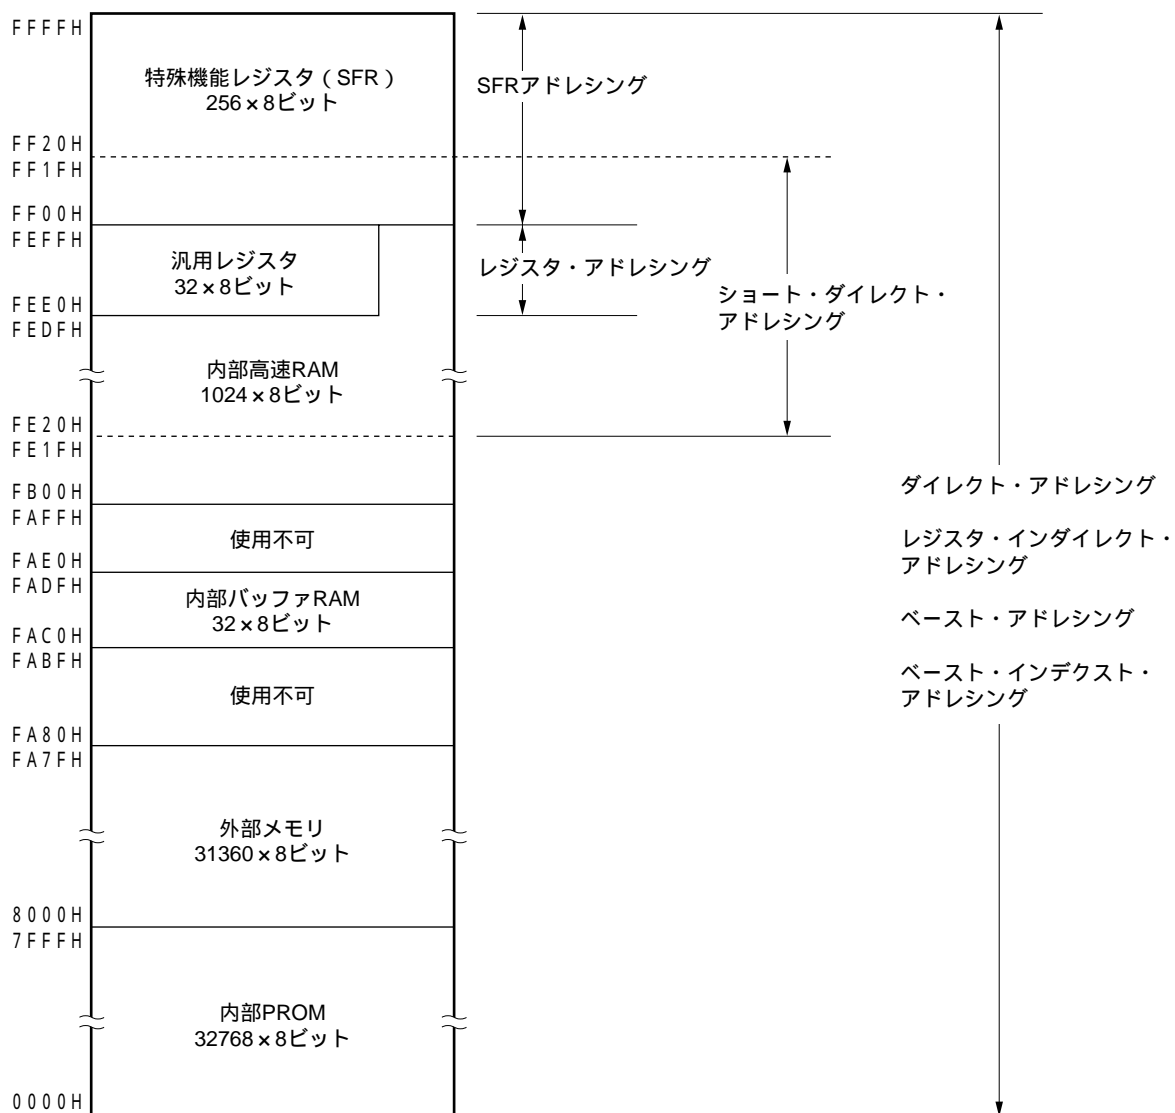 FFFFH
特殊機能レジスタ(SFR)
256×8ビット
SFRアドレシング
FF20H
FF1FH
FF00H
FEFFH
汎用レジスタ
32×8ビット
レジスタ・アドレシング
ショート・ダイレクト・
アドレシング
FEE0H
FEDFH
内部高速RAM
1024×8ビット
FE20H
FE1FH
FB00H
FAFFH
使用不可
FAE0H
FADFH
内部バッファRAM
32×8ビット
FAC0H
FABFH
使用不可
FA80H
FA7FH
外部メモリ
31360×8ビット
8000H
7FFFH
内部PROM
32768×8ビット
0000H
ダイレクト・アドレシング
レジスタ・インダイレクト・
アドレシング
ベースト・アドレシング
ベースト・インデクスト・
アドレシング